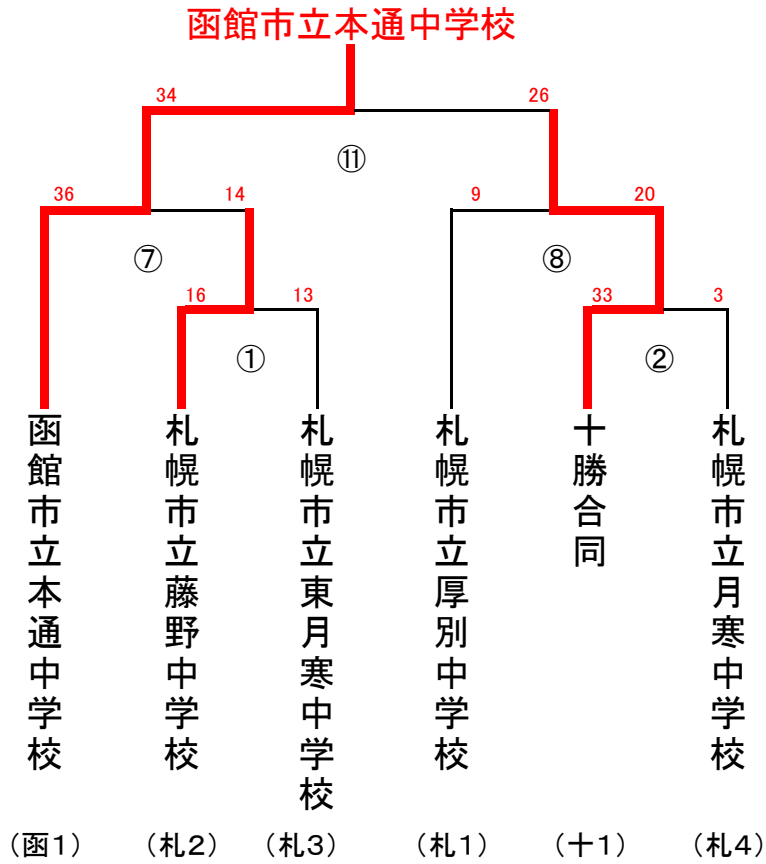 函館市立本通中学校
34
26
⑪
36
14
9
20
⑦
⑧
16
13
33
3
①
②
函館市立本通中学校
札幌市立藤野中学校
札幌市立東月寒中学校
札幌市立厚別中学校
十勝合同
札幌市立月寒中学校
（函1）
（札2）
（札3）
（札1）
（十1）
（札4）